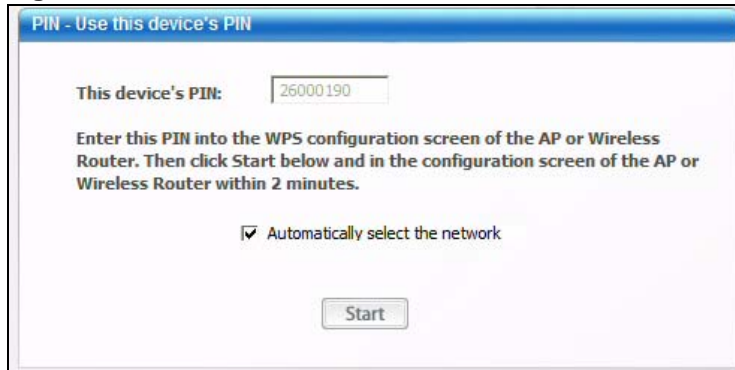 PIN - Use this device's PIN
This device's PIN:
26000190
Enter this PIN into the WPS configuration screen of the AP or Wireless
Router. Then click Start below and in the configuration screen of the AP or
Wireless Router within 2 minutes.
Automatically select the network
Start